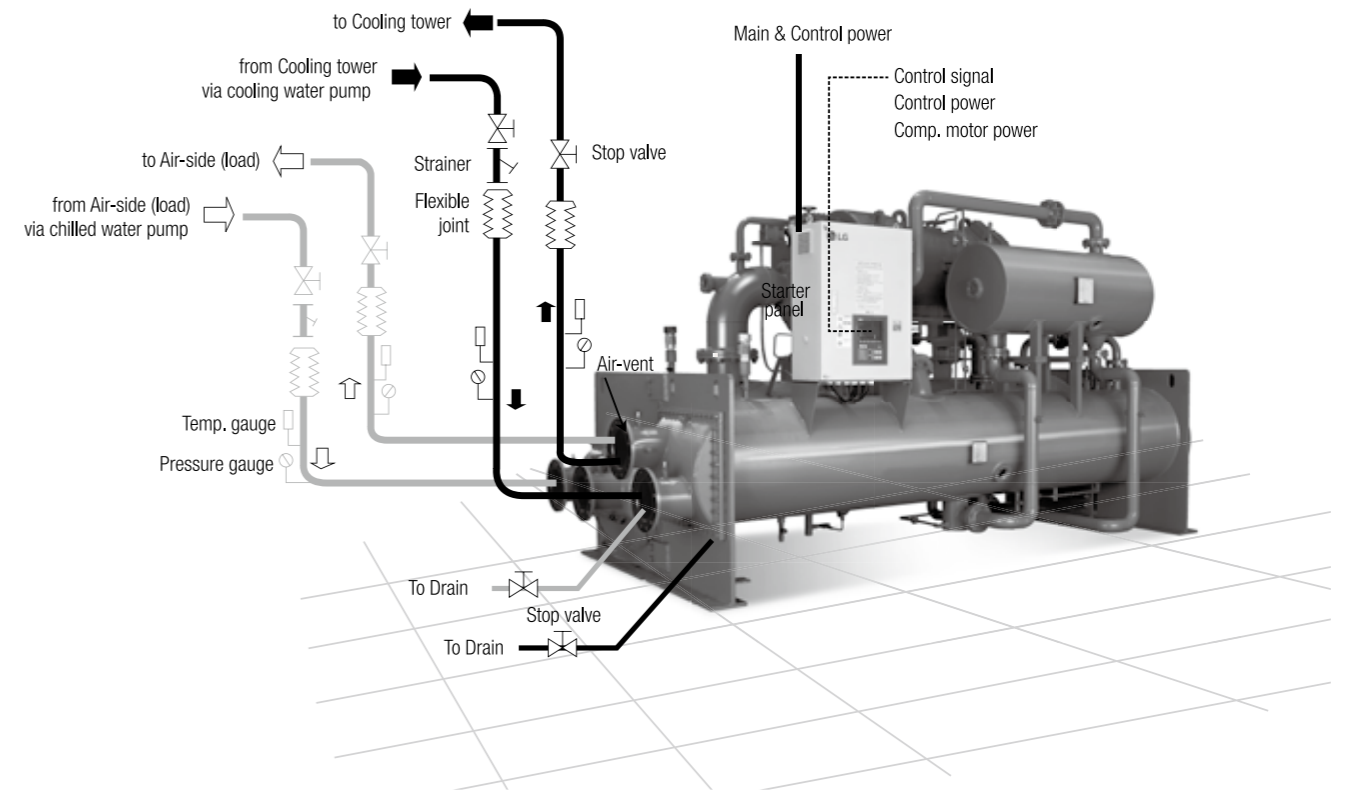 to Cooling tower
from Cooling tower
via cooling water pump
to Air-side (load)
from Air-side (load)
via chilled water pump
Strainer
Flexible
joint
Stop valve
Main & Control power
Control signal
Control power
Comp. motor power
LG
Starter
panel
Air-vent
Temp. gauge
Pressure gauge
To Drain
Stop valve
To Drain